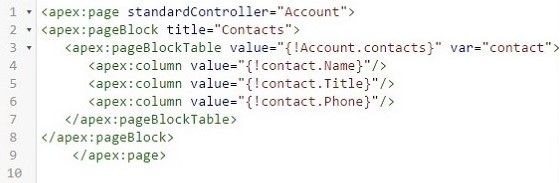 1 <apex:page standardController="Account">
2 <apex:pageBlock title="Contacts">
3 <apex:pageBlockTable value="{!Account.contacts}" var="contact">
4 <apex:column value="{!contact.Name}"/>
5 <apex:column value="{!contact.Title}"/>
6 <apex:column value="{!contact.Phone}"/>
7 </apex:pageBlockTable>
8 </apex:pageBlock>
9 </apex:page>
10